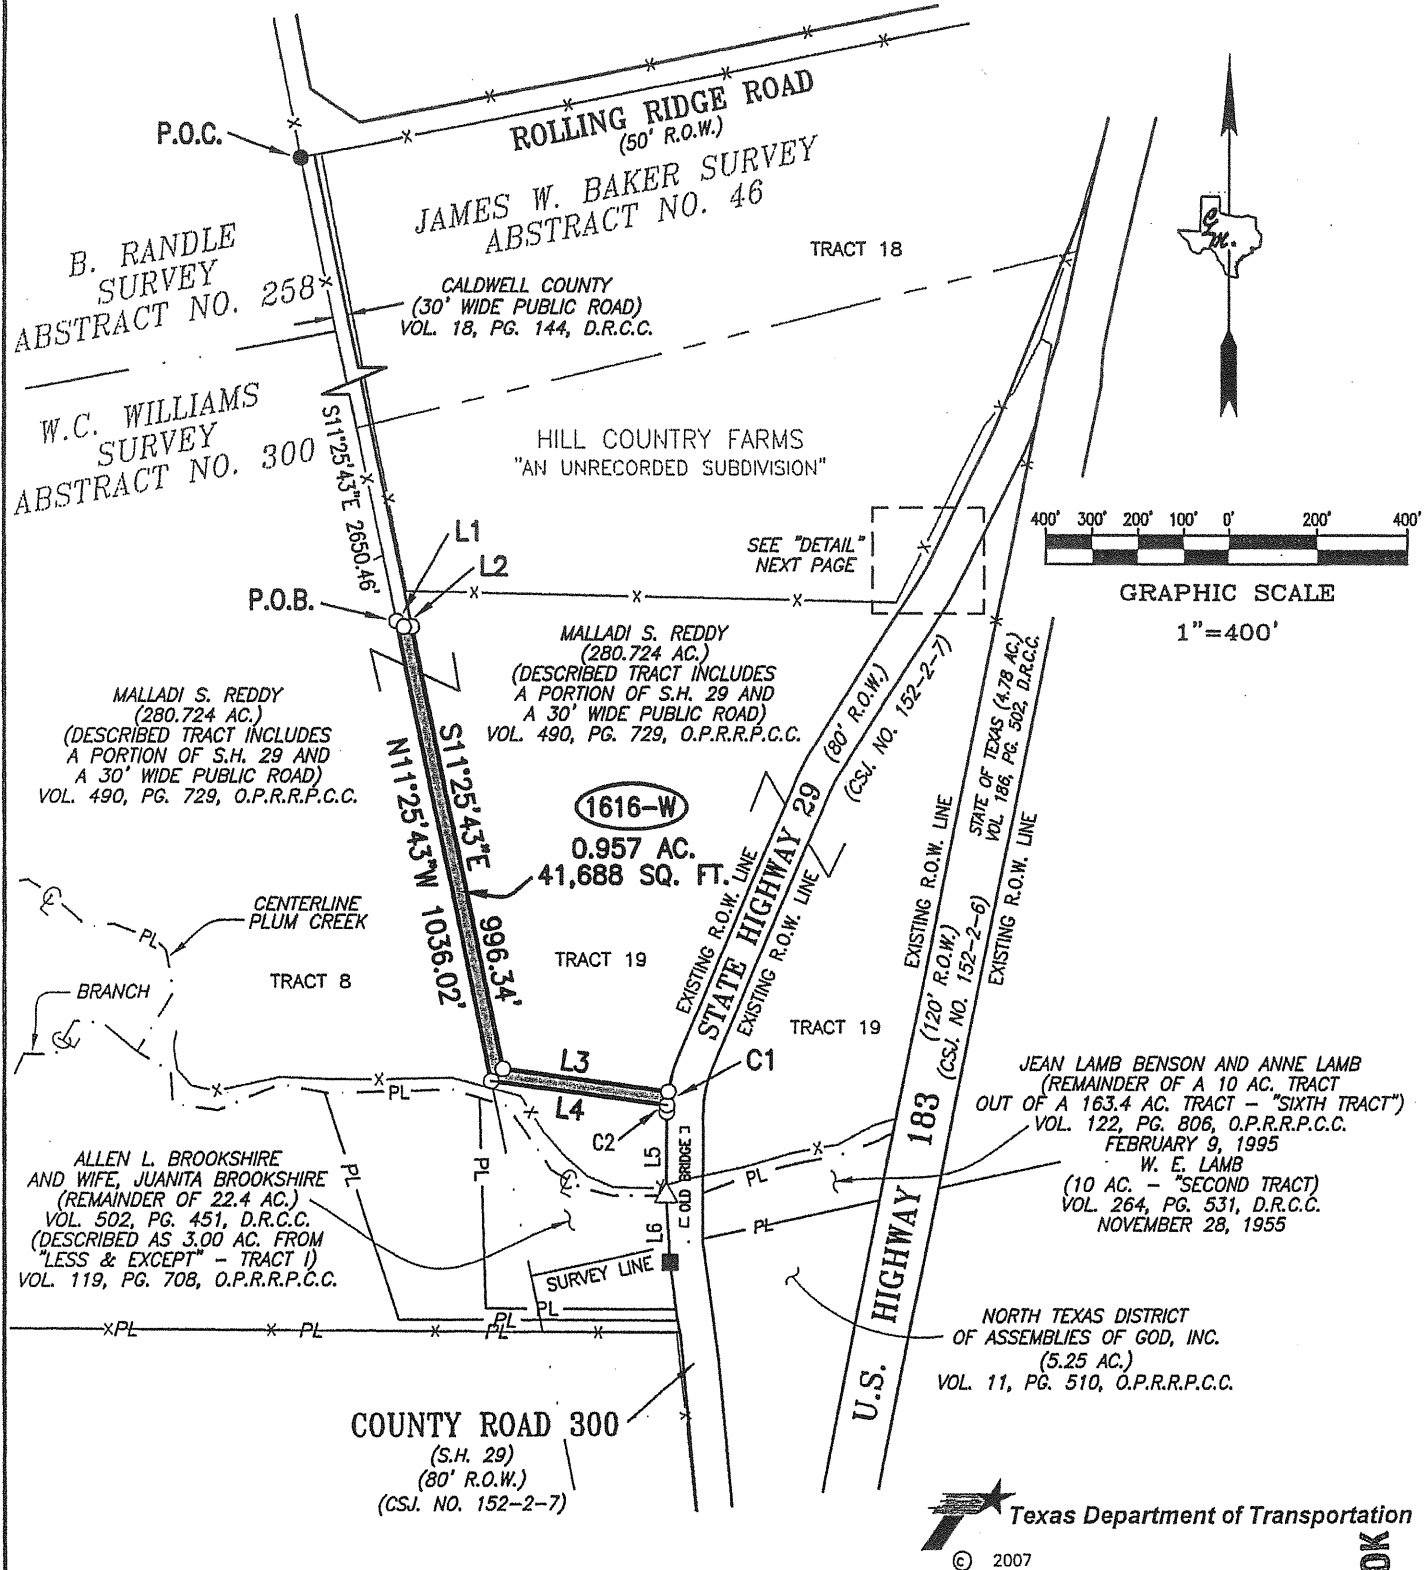 P.O.C.
ROLLING RIDGE ROAD
(50' R.O.W.)
JAMES W. BAKER SURVEY
ABSTRACT NO. 46
B. RANDLE
SURVEY
ABSTRACT NO. 258
TRACT 18
CALDWELL COUNTY
(30' WIDE PUBLIC ROAD)
VOL. 18, PG. 144, D.R.C.C.
W.C. WILLIAMS
SURVEY
ABSTRACT NO. 300
S11°25'43"E 2650.46'
HILL COUNTRY FARMS
"AN UNRECORDED SUBDIVISION"
SEE "DETAIL"
NEXT PAGE
400' 300' 200' 100' 0' 200' 400'
GRAPHIC SCALE
1"=400'
L1
L2
P.O.B.
MALLADI S. REDDY
(280.724 AC.)
(DESCRIBED TRACT INCLUDES
A PORTION OF S.H. 29 AND
A 30' WIDE PUBLIC ROAD)
VOL. 490, PG. 729, O.P.R.R.P.C.C.
MALLADI S. REDDY
(280.724 AC.)
(DESCRIBED TRACT INCLUDES
A PORTION OF S.H. 29 AND
A 30' WIDE PUBLIC ROAD)
VOL. 490, PG. 729, O.P.R.R.P.C.C.
S11°25'43"E 996.34'
N11°25'43"W 1036.02'
1616-W
0.957 AC.
41,688 SQ. FT.
EXISTING R.O.W. LINE
STATE HIGHWAY 29
(80' R.O.W.)
(CSJ. NO. 152-2-7)
EXISTING R.O.W. LINE
EXISTING R.O.W. LINE
STATE OF TEXAS (4.78 AC.)
VOL. 186, PG. 502, D.R.C.C.
EXISTING R.O.W. LINE
U.S. HIGHWAY 183
(120' R.O.W.)
(CSJ. NO. 152-2-6)
CENTERLINE
PLUM CREEK
PL
BRANCH
TRACT 8
TRACT 19
TRACT 19
L3
L4
C1
C2
L5
L6
OLD BRIDGE
PL
PL
PL
PL
PL
JEAN LAMB BENSON AND ANNE LAMB
(REMAINDER OF A 10 AC. TRACT
OUT OF A 163.4 AC. TRACT - "SIXTH TRACT")
VOL. 122, PG. 806, O.P.R.R.P.C.C.
FEBRUARY 9, 1995
W. E. LAMB
(10 AC. - "SECOND TRACT)
VOL. 264, PG. 531, D.R.C.C.
NOVEMBER 28, 1955
ALLEN L. BROOKSHIRE
AND WIFE, JUANITA BROOKSHIRE
(REMAINDER OF 22.4 AC.)
VOL. 502, PG. 451, D.R.C.C.
(DESCRIBED AS 3.00 AC. FROM
"LESS & EXCEPT" - TRACT I)
VOL. 119, PG. 708, O.P.R.R.P.C.C.
SURVEY LINE
PL
PL
PL
PL
PL
NORTH TEXAS DISTRICT
OF ASSEMBLIES OF GOD, INC.
(5.25 AC.)
VOL. 11, PG. 510, O.P.R.R.P.C.C.
COUNTY ROAD 300
(S.H. 29)
(80' R.O.W.)
(CSJ. NO. 152-2-7)
Texas Department of Transportation
© 2007